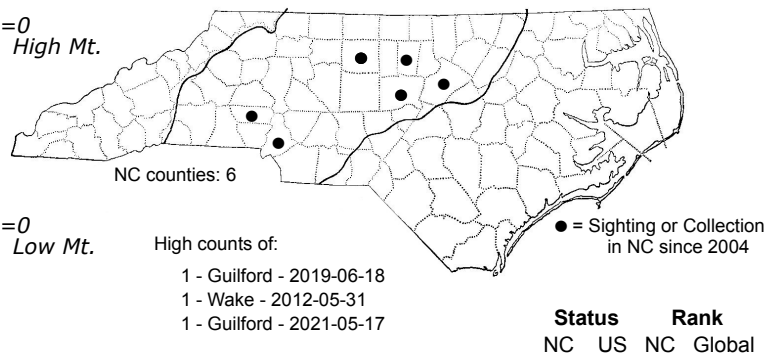 =0
High Mt.
NC counties: 6
=0
Low Mt.
High counts of:
1 - Guilford - 2019-06-18
1 - Wake - 2012-05-31
1 - Guilford - 2021-05-17
● = Sighting or Collection
in NC since 2004
Status Rank
NC US NC Global